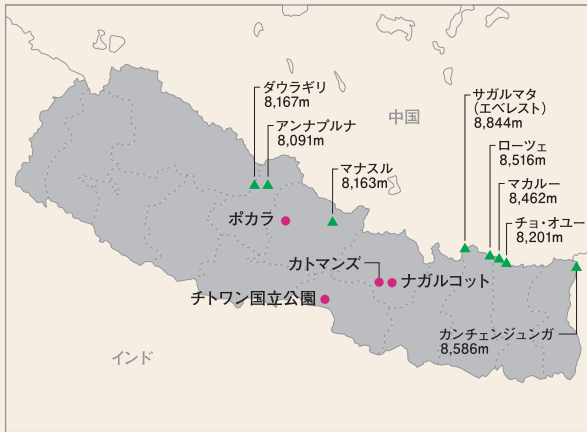 ダウラギリ
8,167m
アンナプルナ
8,091m
中国
サガルマタ
(エベレスト)
8,844m
ローツェ
8,516m
マカルー
8,462m
チョ・オユー
8,201m
マナスル
8,163m
ポカラ
カトマンズ
ナガルコット
チトワン国立公園
カンチェンジュンガ
8,586m
インド